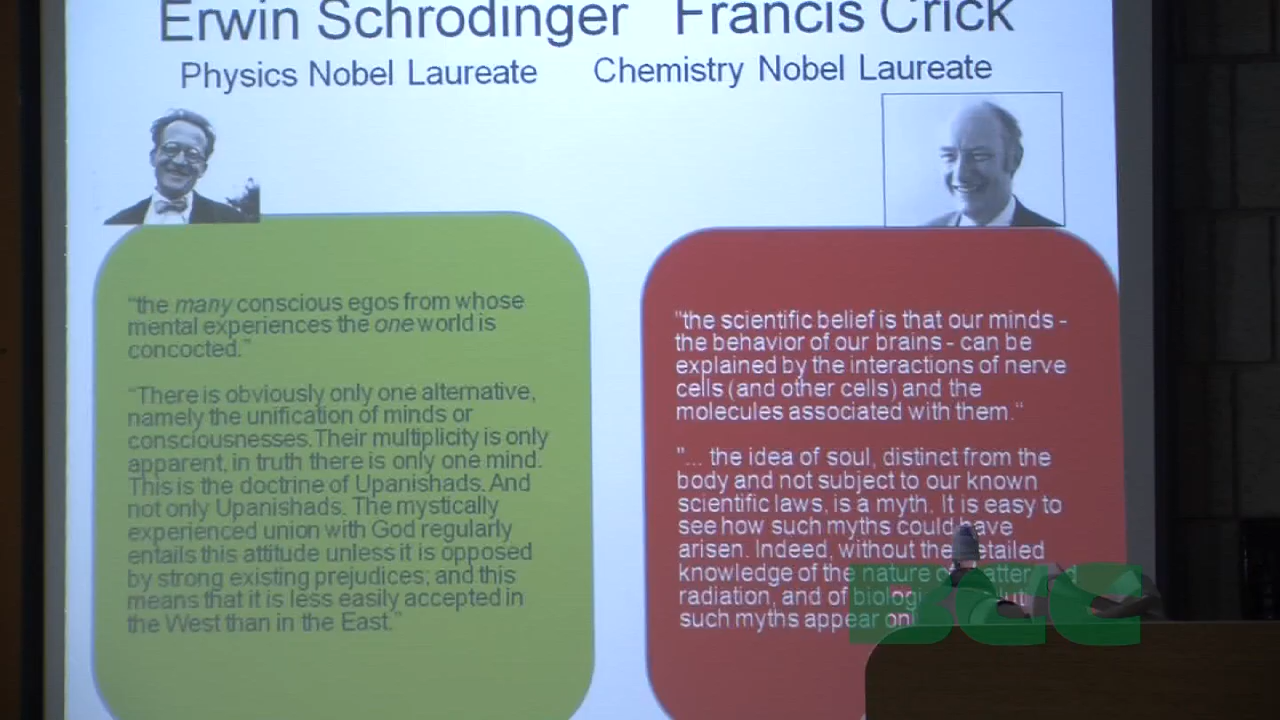 Erwin Schrodinger Francis Crick
Physics Nobel Laureate Chemistry Nobel Laureate
“the many conscious egos from whose
mental experiences the one world is
concocted.”
“There is obviously only one alternative,
namely the unification of minds or
consciousnesses. Their multiplicity is only
apparent, in truth there is only one mind.
This is the doctrine of Upanishads. And
not only Upanishads. The mystically
experienced union with God regularly
entails this attitude unless it is opposed
by strong existing prejudices; and this
means that it is less easily accepted in
the West than in the East.”
"the scientific belief is that our minds -
the behavior of our brains - can be
explained by the interactions of nerve
cells (and other cells) and the
molecules associated with them."
"... the idea of soul, distinct from the
body and not subject to our known
scientific laws, is a myth. It is easy to
see how such myths could
arisen. Indeed, without the
knowledge of the nature
radiation, and of
such myths appear